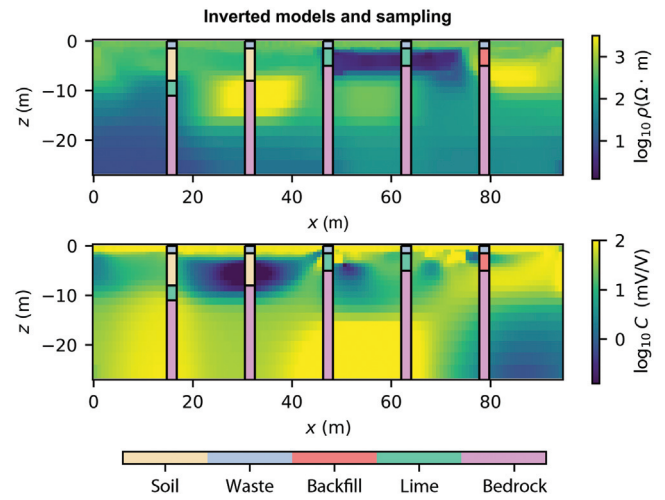 Inverted models and sampling
0
−10
−20
z (m)
0 20 40 60 80
x (m)
3
2
1
log10 ρ(Ω · m)
0
−10
−20
z (m)
0 20 40 60 80
x (m)
2
1
0
log10 C (mV/V)
Soil Waste Backfill Lime Bedrock